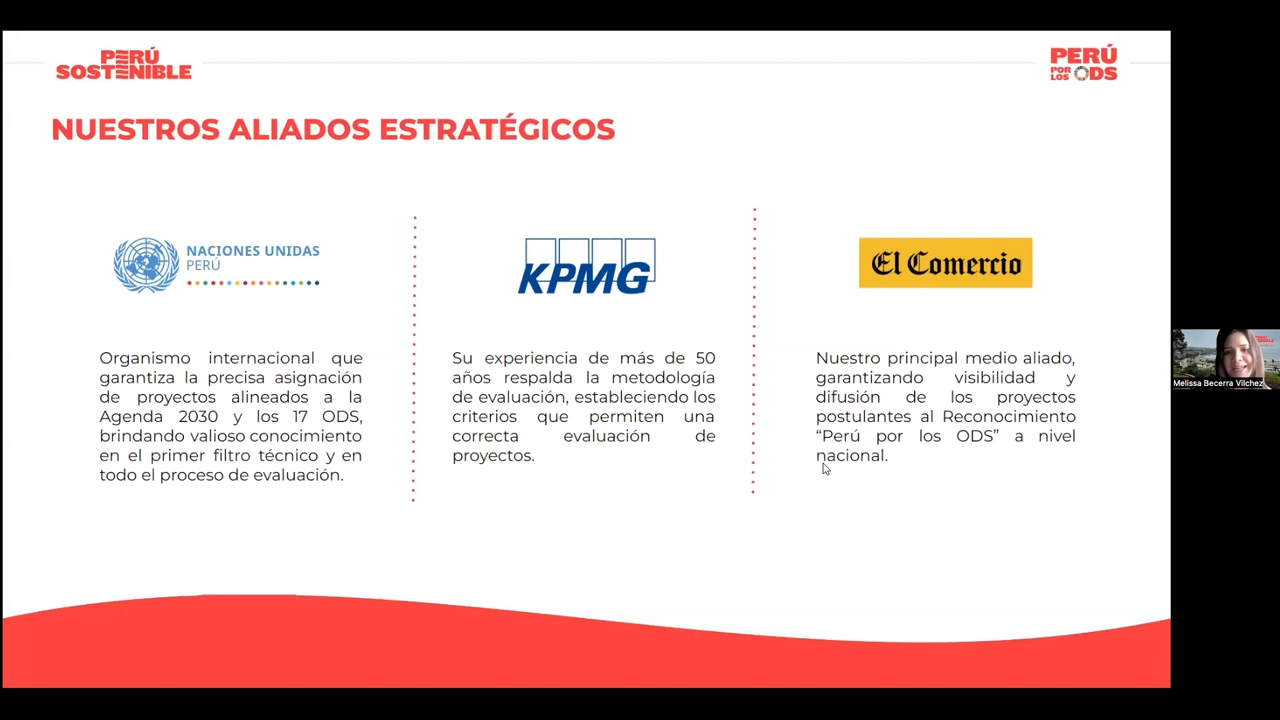 PERÚ
SOSTENIBLE
PERÚ
POR
LOS ODS
NUESTROS ALIADOS ESTRATÉGICOS
NACIONES UNIDAS
PERÚ
Organismo internacional que
garantiza la precisa asignación
de proyectos alineados a la
Agenda 2030 y los 17 ODS,
brindando valioso conocimiento
en el primer filtro técnico y en
todo el proceso de evaluación.
KPMG
Su experiencia de más de 50
años respalda la metodología
de evaluación, estableciendo los
criterios que permiten una
correcta evaluación de
proyectos.
El Comercio
Nuestro principal medio aliado,
garantizando visibilidad y
difusión de los proyectos
postulantes al Reconocimiento
“Perú por los ODS” a nivel
nacional.
Melissa Becerra Vilchez